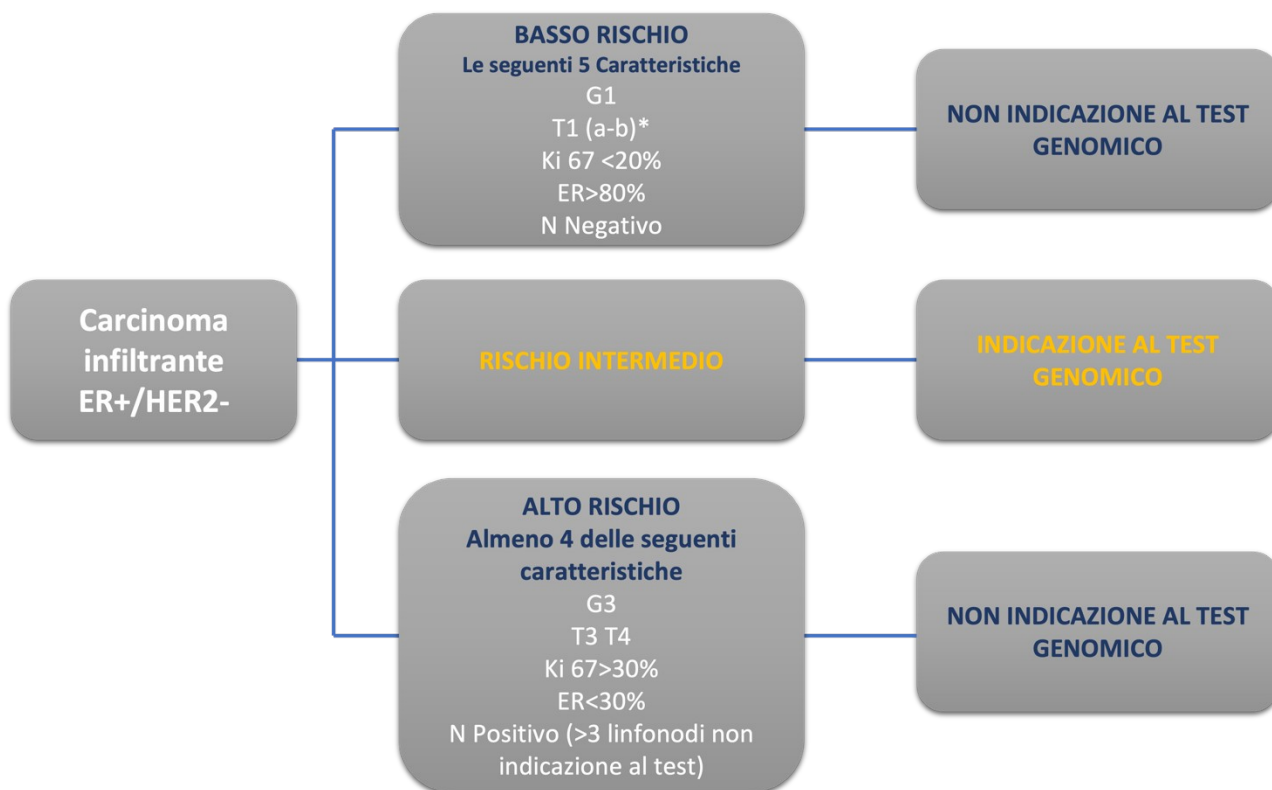 Carcinoma
infiltrante
ER+/HER2-
BASSO RISCHIO
Le seguenti 5 Caratteristiche
G1
T1 (a-b)*
Ki 67 <20%
ER>80%
N Negativo
NON INDICAZIONE AL TEST
GENOMICO
RISCHIO INTERMEDIO
INDICAZIONE AL TEST
GENOMICO
ALTO RISCHIO
Almeno 4 delle seguenti
caratteristiche
G3
T3 T4
Ki 67>30%
ER<30%
N Positivo (>3 linfonodi non
indicazione al test)
NON INDICAZIONE AL TEST
GENOMICO